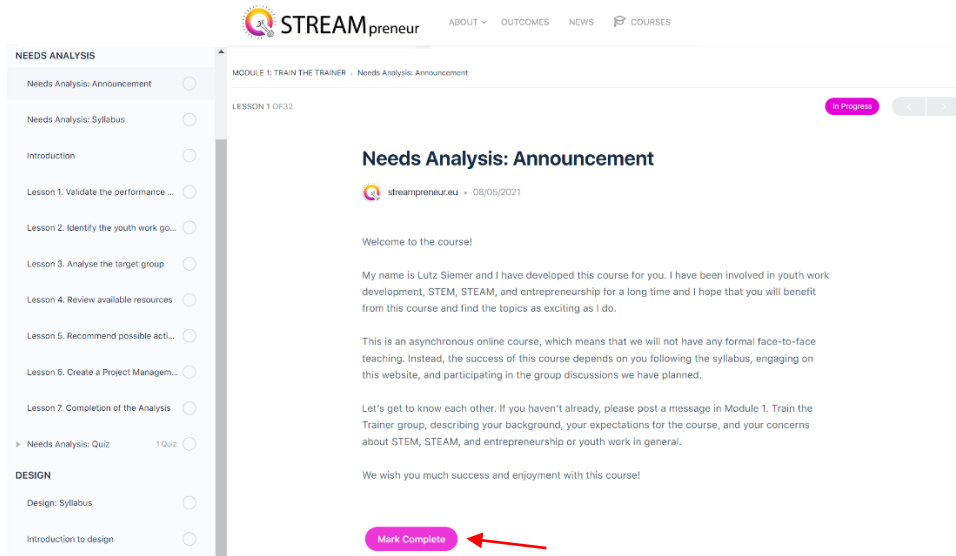 STREAMpreneur
ABOUT OUTCOMES NEWS COURSES
NEEDS ANALYSIS
Needs Analysis: Announcement
Needs Analysis: Syllabus
Introduction
Lesson 1. Validate the performance ...
Lesson 2. Identify the youth work go...
Lesson 3. Analyse the target group
Lesson 4. Review available resources
Lesson 5. Recommend possible acti...
Lesson 6. Create a Project Managem...
Lesson 7. Completion of the Analysis
Needs Analysis: Quiz 1 Quiz
DESIGN
Design: Syllabus
Introduction to design
MODULE 1: TRAIN THE TRAINER › Needs Analysis: Announcement
LESSON 1 OF32
In Progress
Needs Analysis: Announcement
streampreneur.eu • 08/05/2021
Welcome to the course!
My name is Lutz Siemer and I have developed this course for you. I have been involved in youth work
development, STEM, STEAM, and entrepreneurship for a long time and I hope that you will benefit
from this course and find the topics as exciting as I do.
This is an asynchronous online course, which means that we will not have any formal face-to-face
teaching. Instead, the success of this course depends on you following the syllabus, engaging on
this website, and participating in the group discussions we have planned.
Let's get to know each other. If you haven't already, please post a message in Module 1. Train the
Trainer group, describing your background, your expectations for the course, and your concerns
about STEM, STEAM, and entrepreneurship or youth work in general.
We wish you much success and enjoyment with this course!
Mark Complete